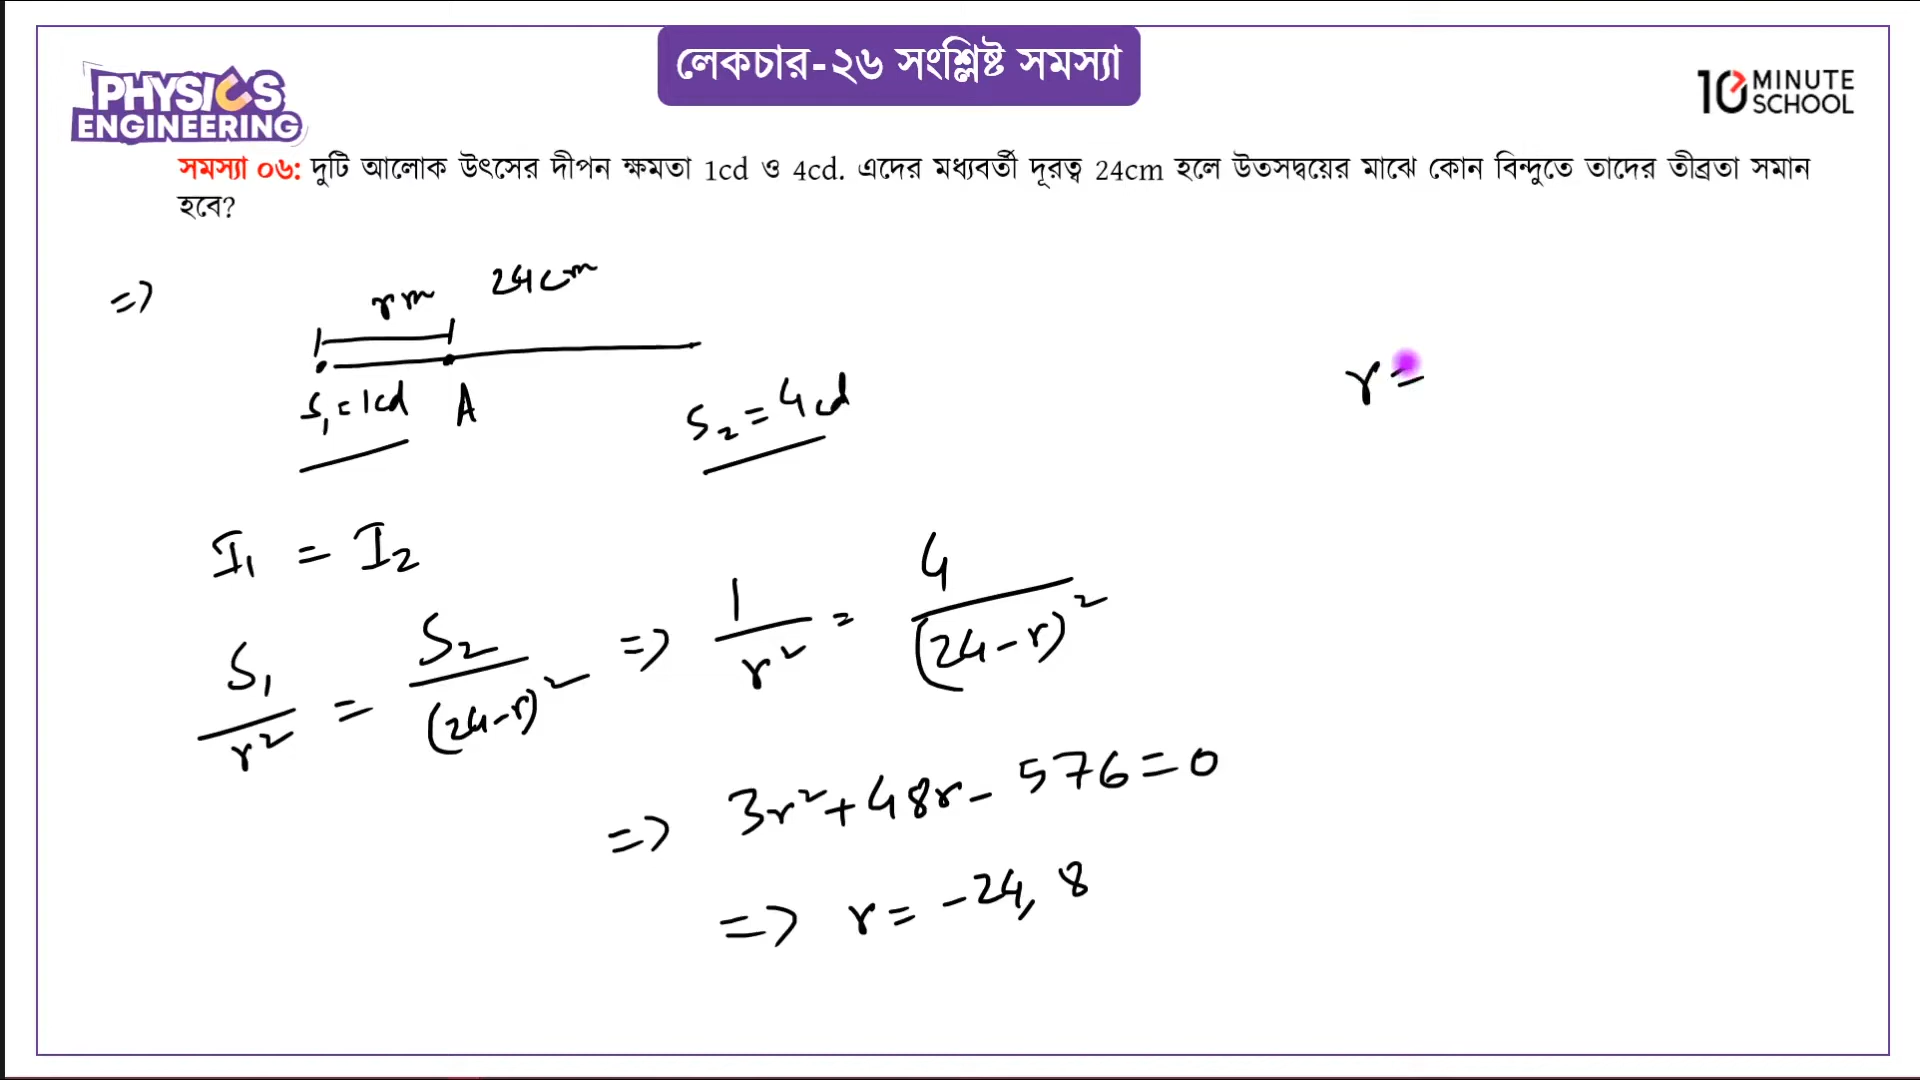 লেকচার-২৬ সংশ্লিষ্ট সমস্যা
PHYSICS
ENGINEERING
10 MINUTE
SCHOOL
সমস্যা ০৬: দুটি আলোক উৎসের দীপন ক্ষমতা 1cd ও 4cd. এদের মধ্যবর্তী দূরত্ব 24cm হলে উতসদ্বয়ের মাঝে কোন বিন্দুতে তাদের তীব্রতা সমান
হবে?
=> rm 24cm
S₁ = 1cd A S₂ = 4cd
r =
I₁ = I₂
S₁/r² = S₂/(24-r)² => 1/r² = 4/(24-r)²
=> 3r²+48r-576=0
=> r = -24, 8